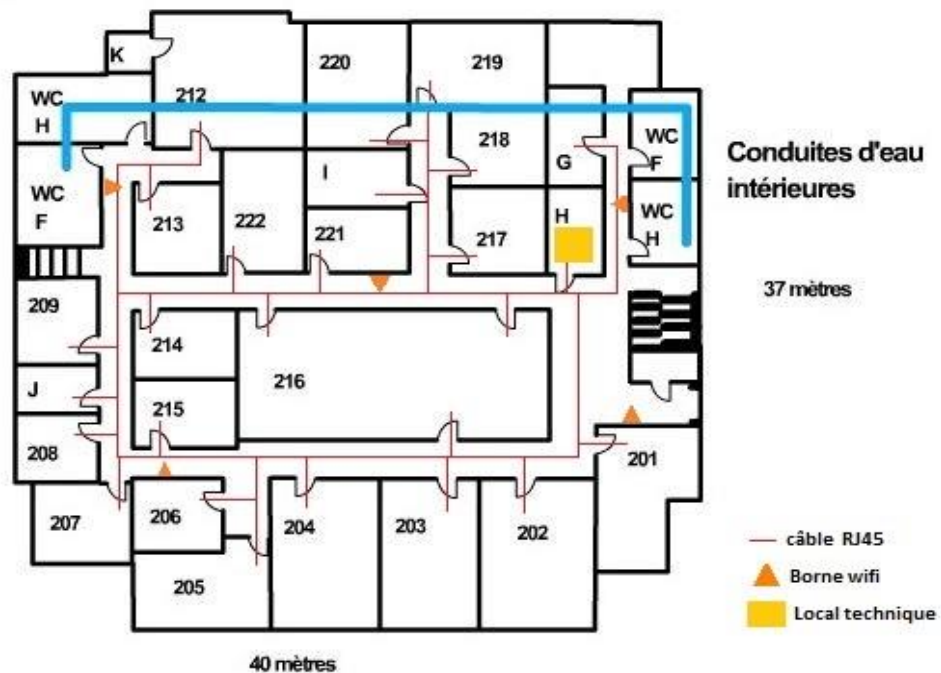 K
220
219
WC
H
212
WC
F
218
G
Conduites d'eau
intérieures
I
WC
F
WC
H
213
222
221
217
H
37 mètres
209
214
216
J
215
208
201
207
206
204
203
202
205
câble RJ45
Borne wifi
Local technique
40 mètres